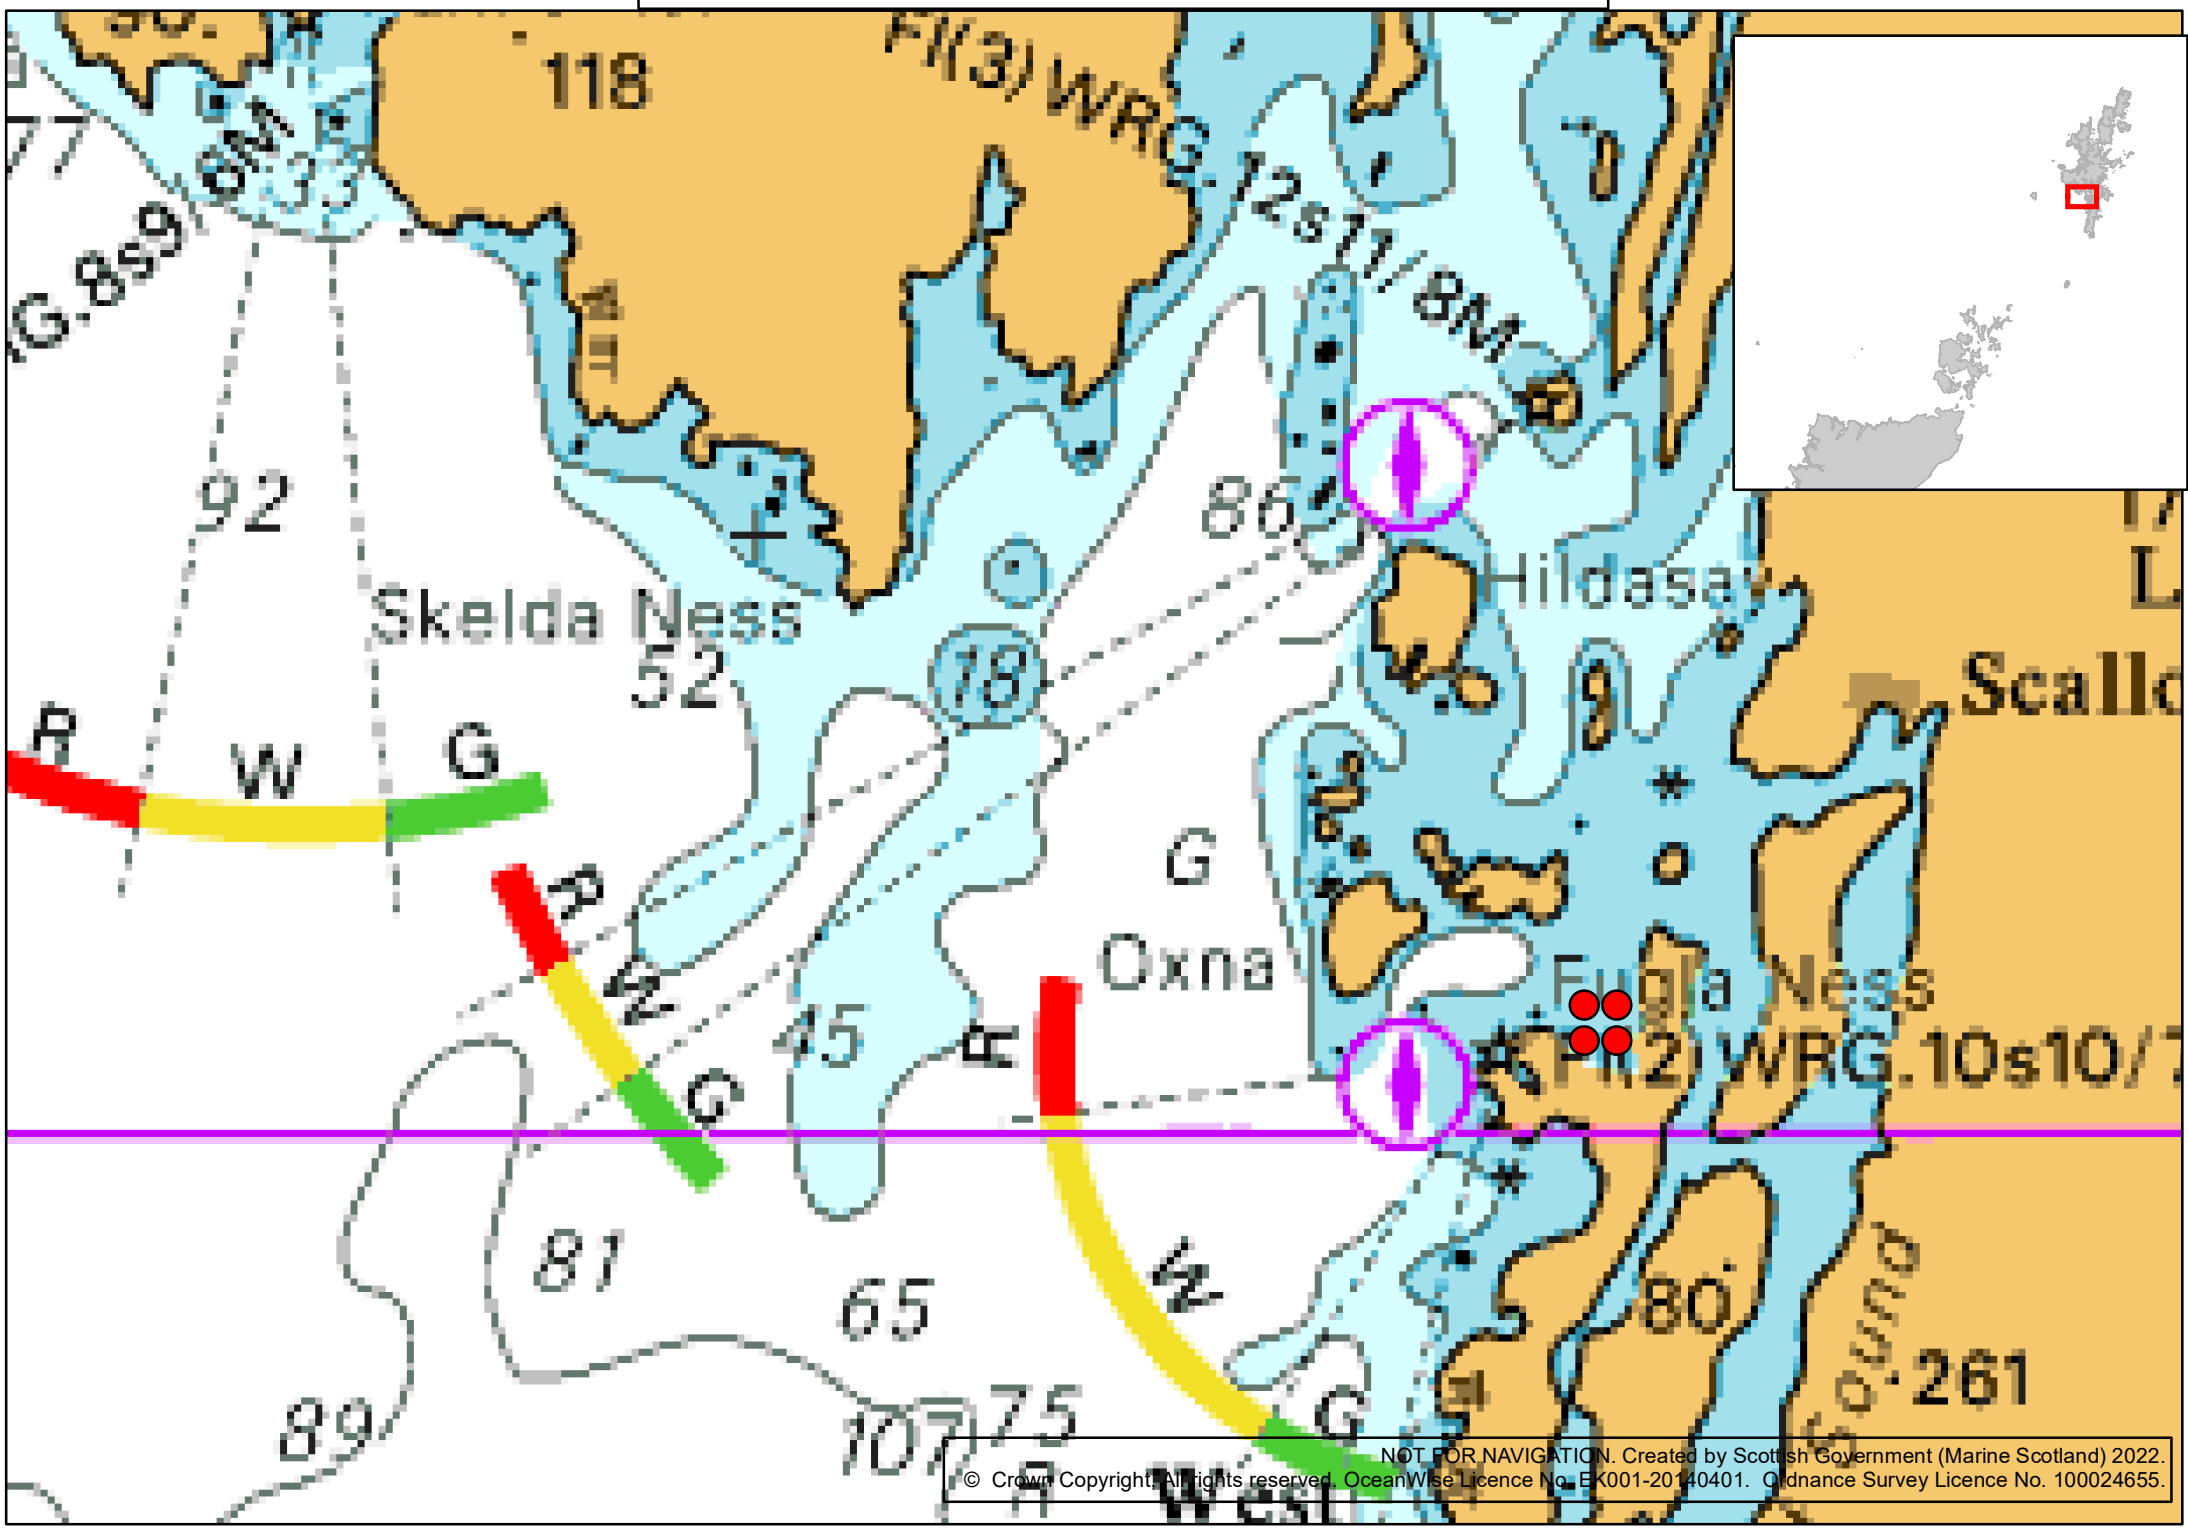 118
Fl(3)WRG.12s11/8M
77
6M
33
G.8s9/
92
86
Hildasay
L
Skelda Ness
52
78
Scallo
R
W
G
G
R
W
G
Oxna
Fugla Ness
45
R
Fl(2)WRG.10s10/7
81
65
W
80
Sound
261
89
107
75
G
West
NOT FOR NAVIGATION. Created by Scottish Government (Marine Scotland) 2022.
© Crown Copyright, All rights reserved. OceanWise Licence No. EK001-20140401. Ordnance Survey Licence No. 100024655.